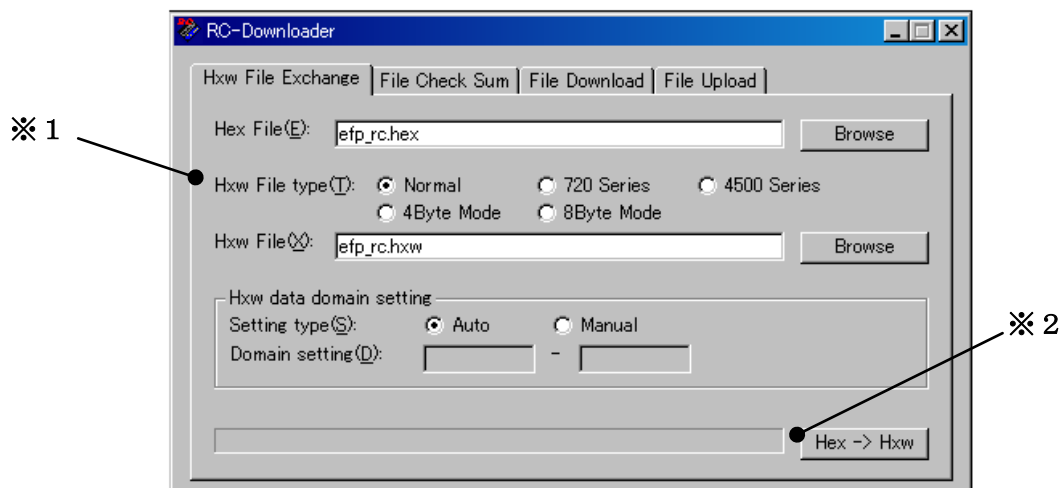 RC-Downloader
Hxw File Exchange File Check Sum File Download File Upload
※1
Hex File(E): efp_rc.hex Browse
Hxw File type(T): Normal 720 Series 4500 Series
4Byte Mode 8Byte Mode
Hxw File(X): efp_rc.hxw Browse
Hxw data domain setting
Setting type(S): Auto Manual
※2
Domain setting(D): -
Hex -> Hxw